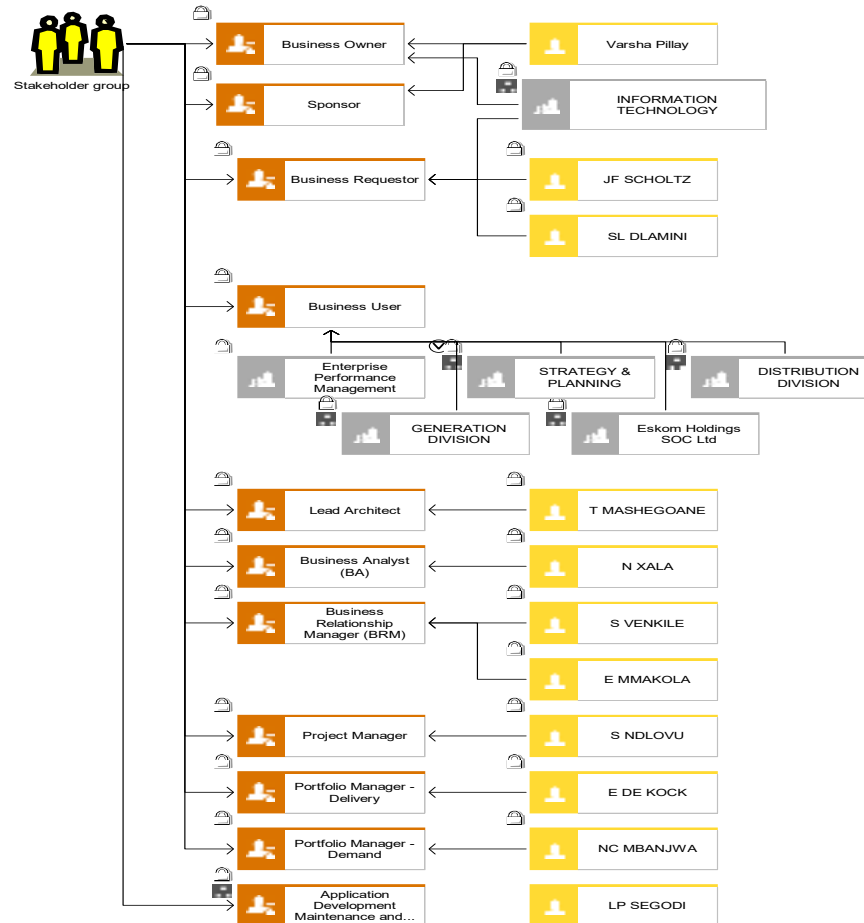 Stakeholder group
Business Owner
Varsha Pillay
Sponsor
INFORMATION
TECHNOLOGY
Business Requestor
JF SCHOLTZ
SL DLAMINI
Business User
Enterprise
Performance
Management
STRATEGY &
PLANNING
DISTRIBUTION
DIVISION
GENERATION
DIVISION
Eskom Holdings
SOC Ltd
Lead Architect
T MASHEGOANE
Business Analyst
(BA)
N XALA
Business
Relationship
Manager (BRM)
S VENKILE
E MMAKOLA
Project Manager
S NDLOVU
Portfolio Manager -
Delivery
E DE KOCK
Portfolio Manager -
Demand
NC MBANJWA
Application
Development
Maintenance and...
LP SEGODI